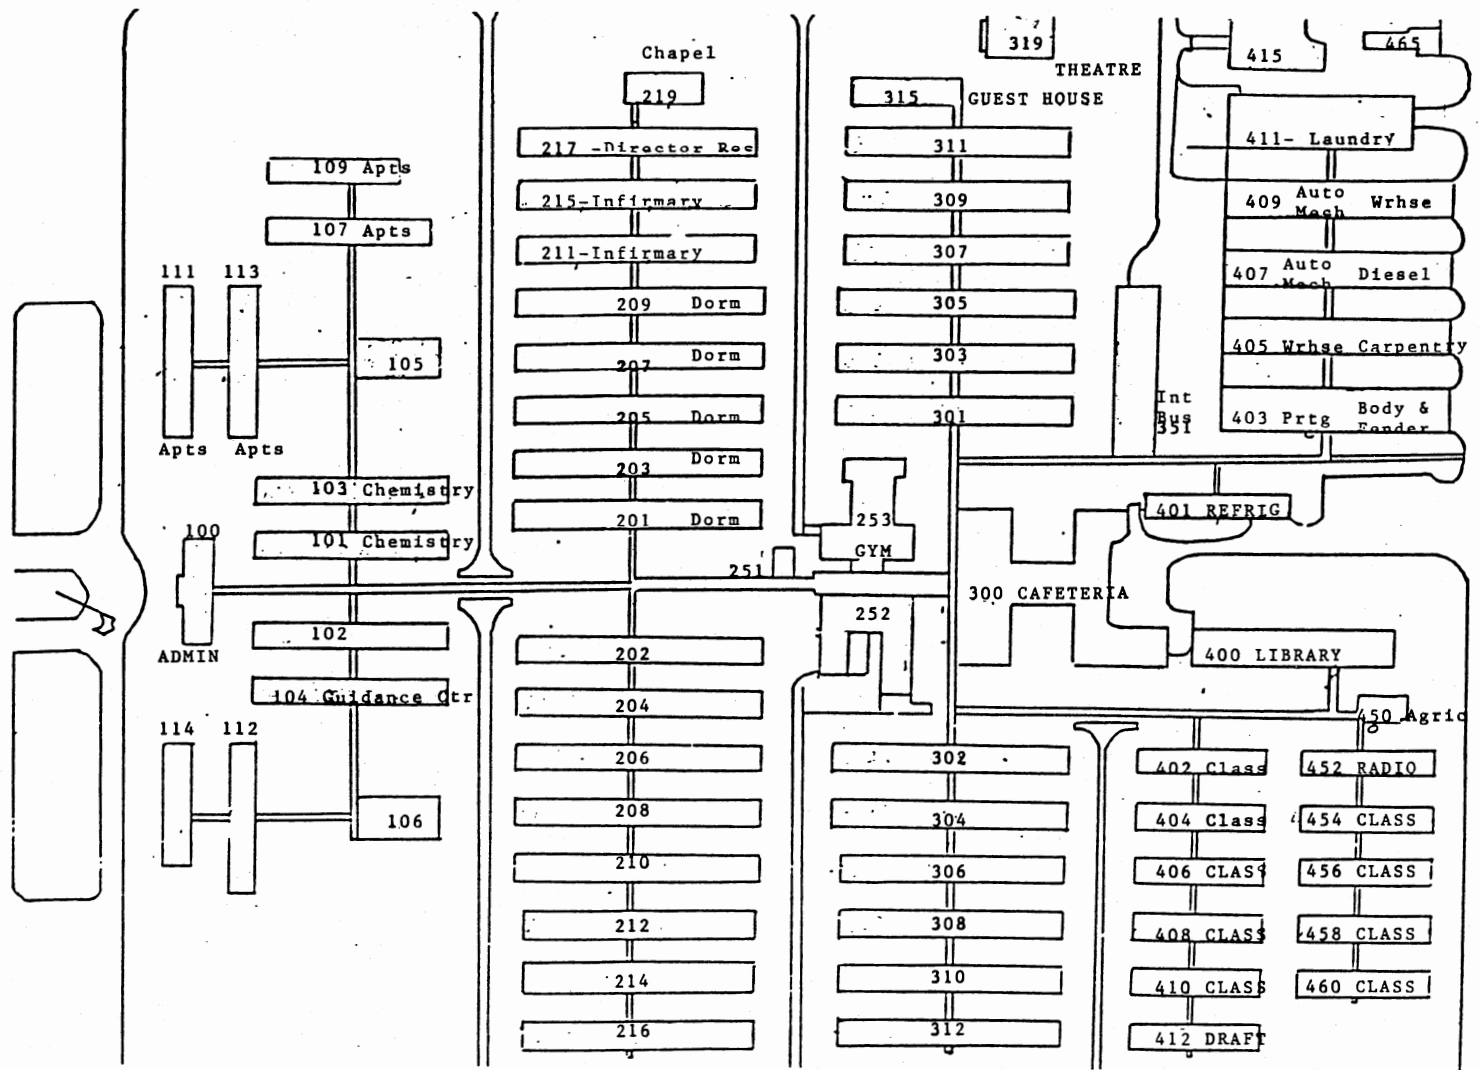 Chapel
219
217 -Director Rec
215-Infirmary
211-Infirmary
209 Dorm
207 Dorm
205 Dorm
203 Dorm
201 Dorm
109 Apts
107 Apts
111 113
105
Apts Apts
103 Chemistry
101 Chemistry
100
ADMIN
102
104 Guidance Ctr
114 112
106
202
204
206
208
210
212
214
216
251
253
GYM
252
319
THEATRE
315 GUEST HOUSE
311
309
307
305
303
301
300 CAFETERIA
302
304
306
308
310
312
415
465
411- Laundry
409 Auto Mech Wrhse
407 Auto Mech Diesel
405 Wrhse Carpentry
403 Prtg Body & Fender
Int
Bus
351
401 REFRIG
400 LIBRARY
450 Agric
402 Class
404 Class
406 CLASS
408 CLASS
410 CLASS
412 DRAFT
452 RADIO
454 CLASS
456 CLASS
458 CLASS
460 CLASS